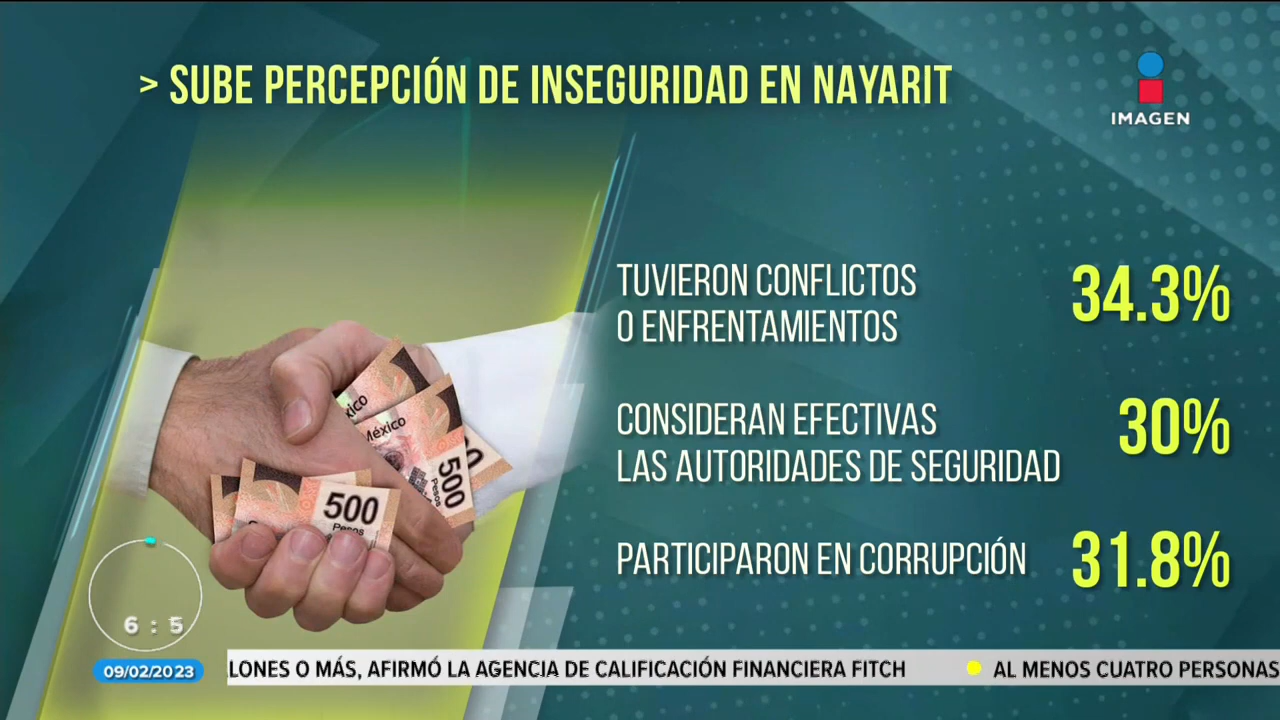 > SUBE PERCEPCIÓN DE INSEGURIDAD EN NAYARIT
IMAGEN
TUVIERON CONFLICTOS
O ENFRENTAMIENTOS
34.3%
CONSIDERAN EFECTIVAS
LAS AUTORIDADES DE SEGURIDAD
30%
PARTICIPARON EN CORRUPCIÓN
31.8%
México
500
Pesos
500
Pesos
6 : 5
09/02/2023
LONES O MÁS, AFIRMÓ LA AGENCIA DE CALIFICACIÓN FINANCIERA FITCH
AL MENOS CUATRO PERSONAS